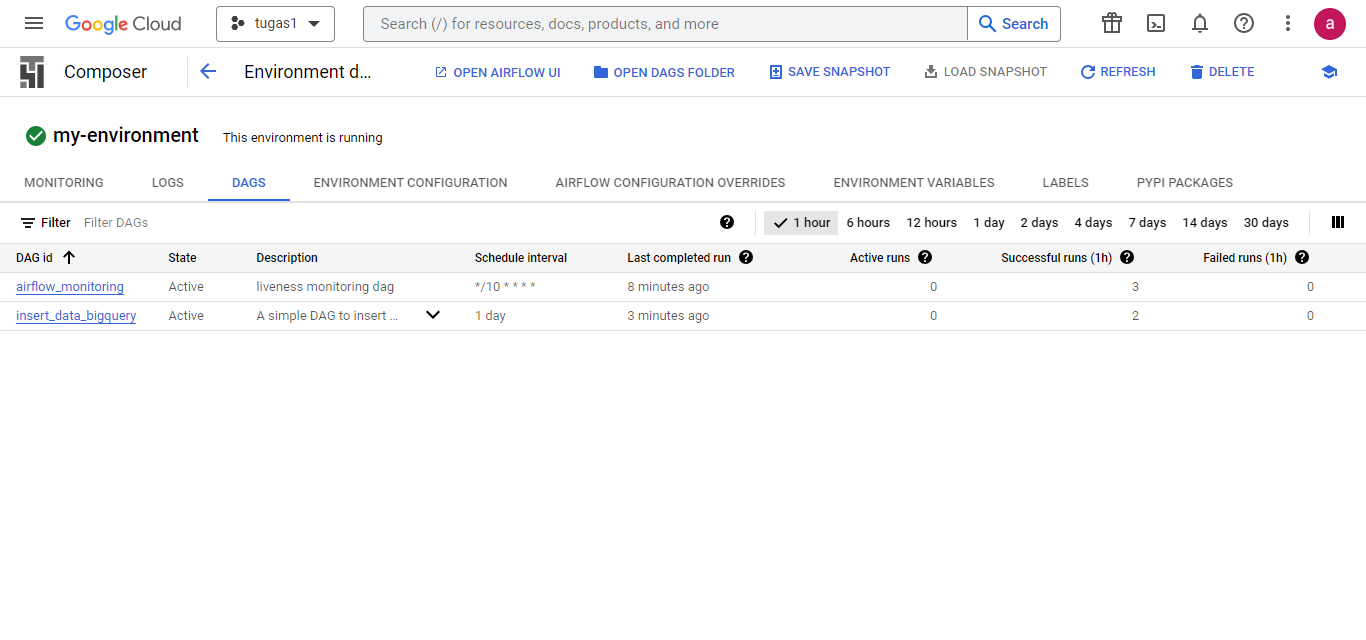 Google Cloud tugas1 Search (/) for resources, docs, products, and more Search a
Composer Environment d... OPEN AIRFLOW UI OPEN DAGS FOLDER SAVE SNAPSHOT LOAD SNAPSHOT REFRESH DELETE
my-environment This environment is running
MONITORING LOGS DAGS ENVIRONMENT CONFIGURATION AIRFLOW CONFIGURATION OVERRIDES ENVIRONMENT VARIABLES LABELS PYPI PACKAGES
Filter Filter DAGs 1 hour 6 hours 12 hours 1 day 2 days 4 days 7 days 14 days 30 days
DAG id State Description Schedule interval Last completed run Active runs Successful runs (1h) Failed runs (1h)
airflow_monitoring Active liveness monitoring dag */10 * * * * 8 minutes ago 0 3 0
insert_data_bigquery Active A simple DAG to insert ... 1 day 3 minutes ago 0 2 0